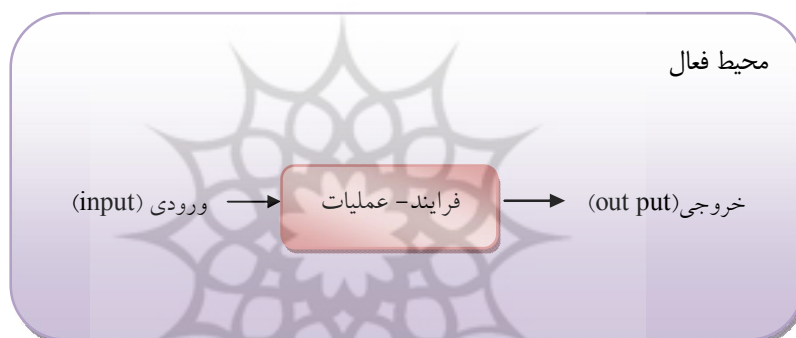 محیط فعال
ورودی (input)
فرایند- عملیات
خروجی(out put)